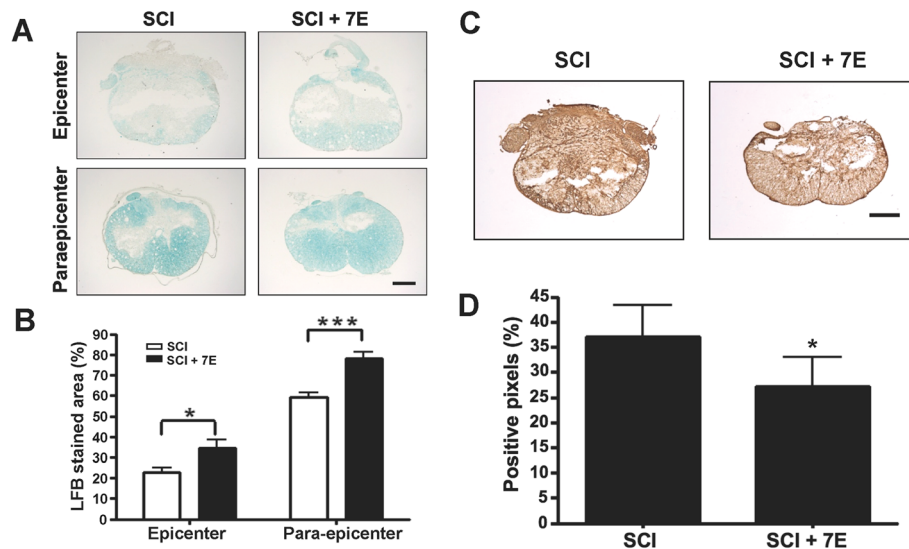 A
SCI
SCI + 7E
Epicenter
Paraepicenter
B
LFB stained area (%)
90
80
70
60
50
40
30
20
10
0
SCI
SCI + 7E
*
***
Epicenter
Para-epicenter
C
SCI
SCI + 7E
D
Positive pixels (%)
45
40
35
30
25
20
15
10
5
0
*
SCI
SCI + 7E